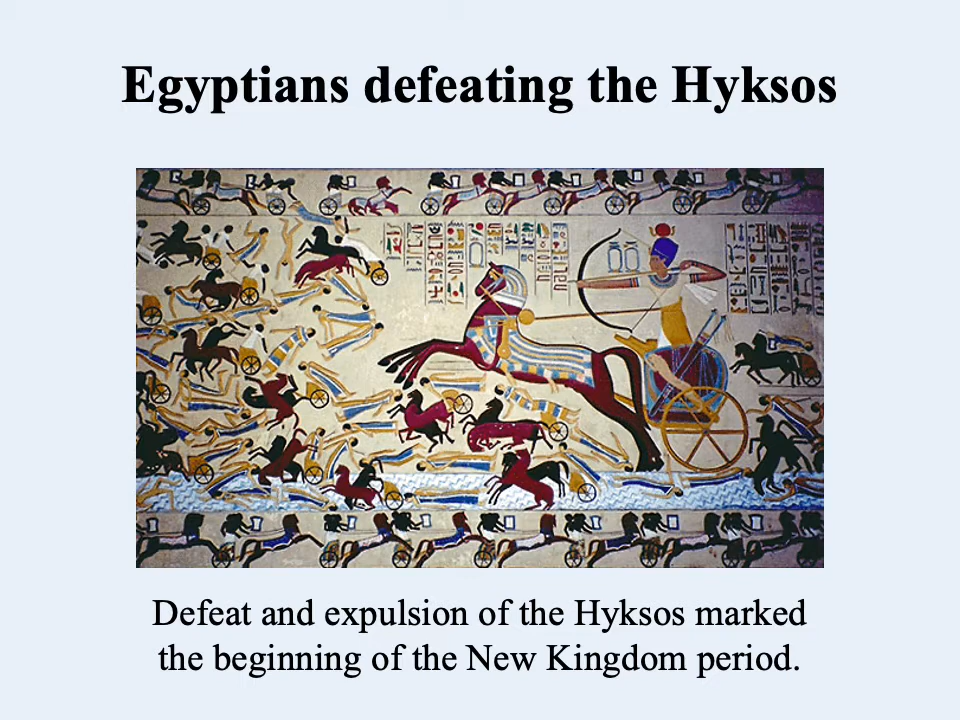 Egyptians defeating the Hyksos
Defeat and expulsion of the Hyksos marked
the beginning of the New Kingdom period.